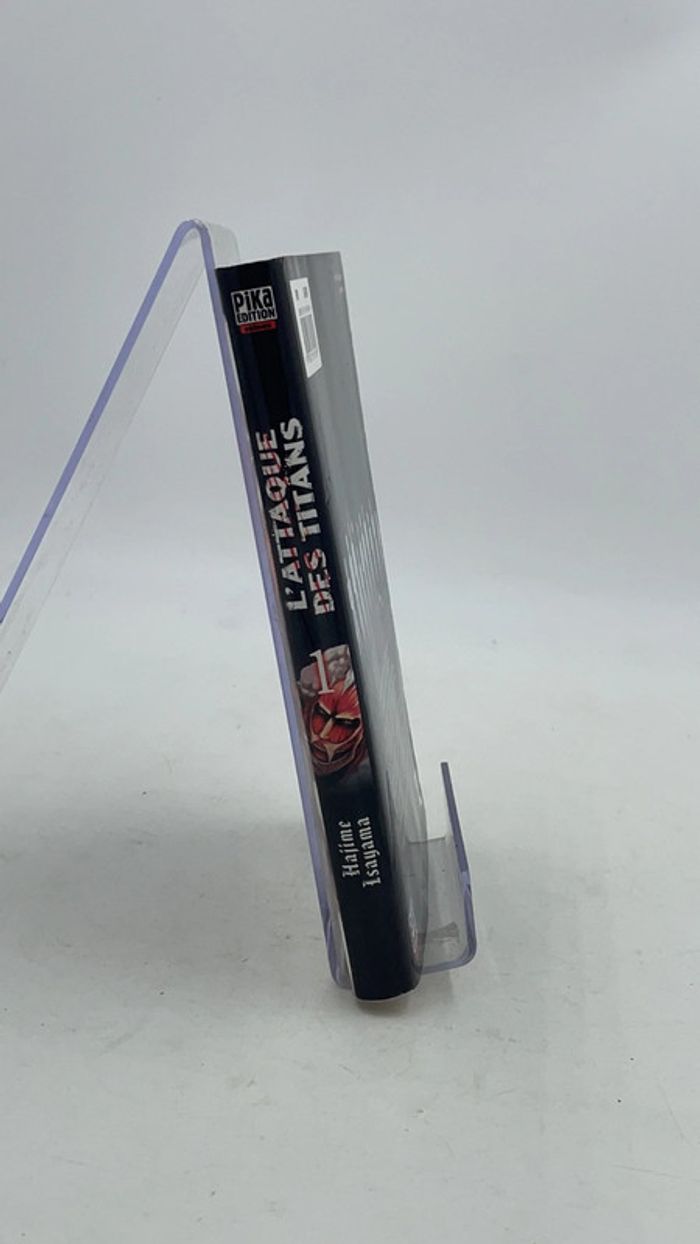 PiKa
EDITION
L'ATTAQUE
DES TITANS
1
Hajime
Isayama